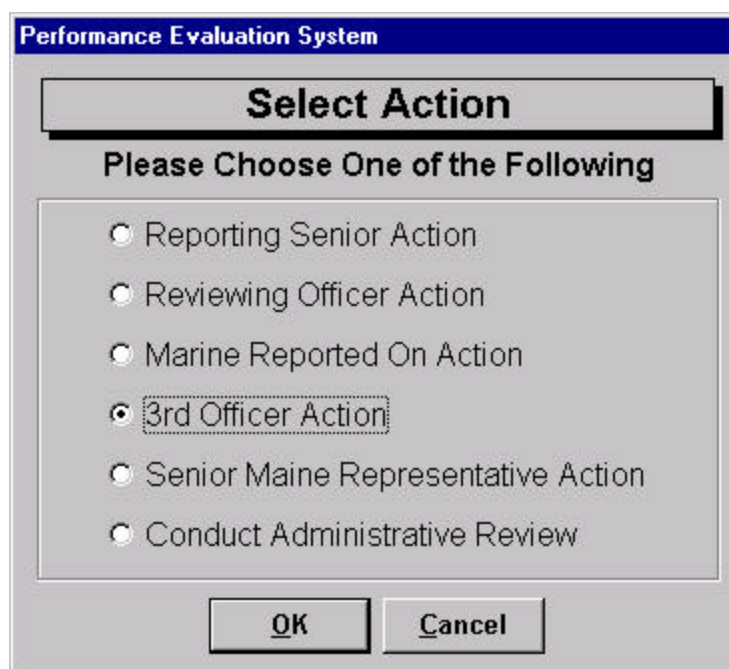 Performance Evaluation System
Select Action
Please Choose One of the Following
Reporting Senior Action
Reviewing Officer Action
Marine Reported On Action
3rd Officer Action
Senior Maine Representative Action
Conduct Administrative Review
OK
Cancel